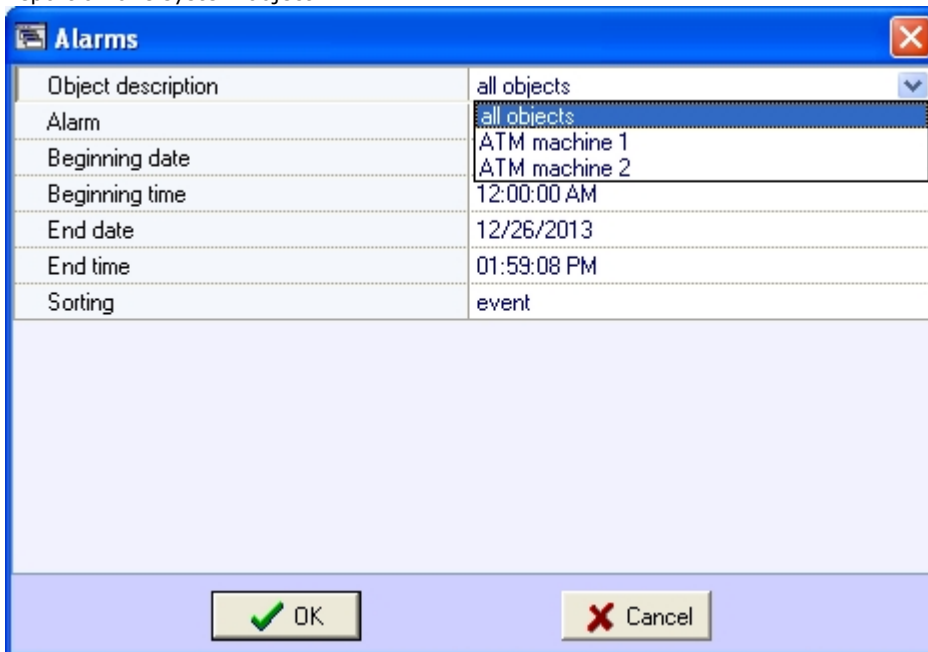 Alarms
Object description all objects
Alarm all objects
ATM machine 1
Beginning date
ATM machine 2
Beginning time 12:00:00 AM
End date 12/26/2013
End time 01:59:08 PM
Sorting event
OK Cancel